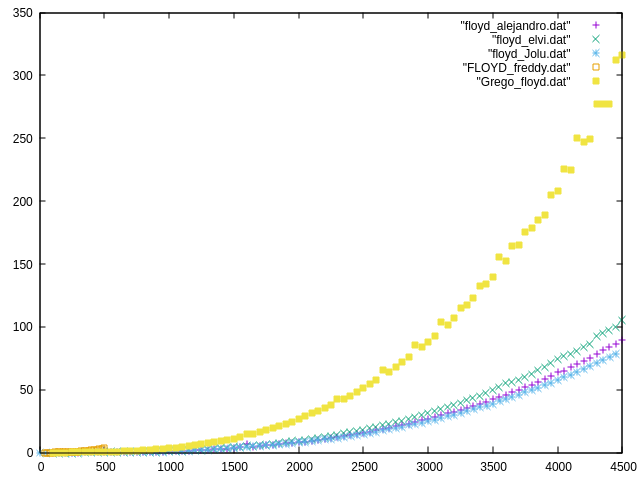 350
"floyd_alejandro.dat"
"floyd_elvi.dat"
"floyd_Jolu.dat"
"FLOYD_freddy.dat"
"Grego_floyd.dat"
300
250
200
150
100
50
0
0 500 1000 1500 2000 2500 3000 3500 4000 4500